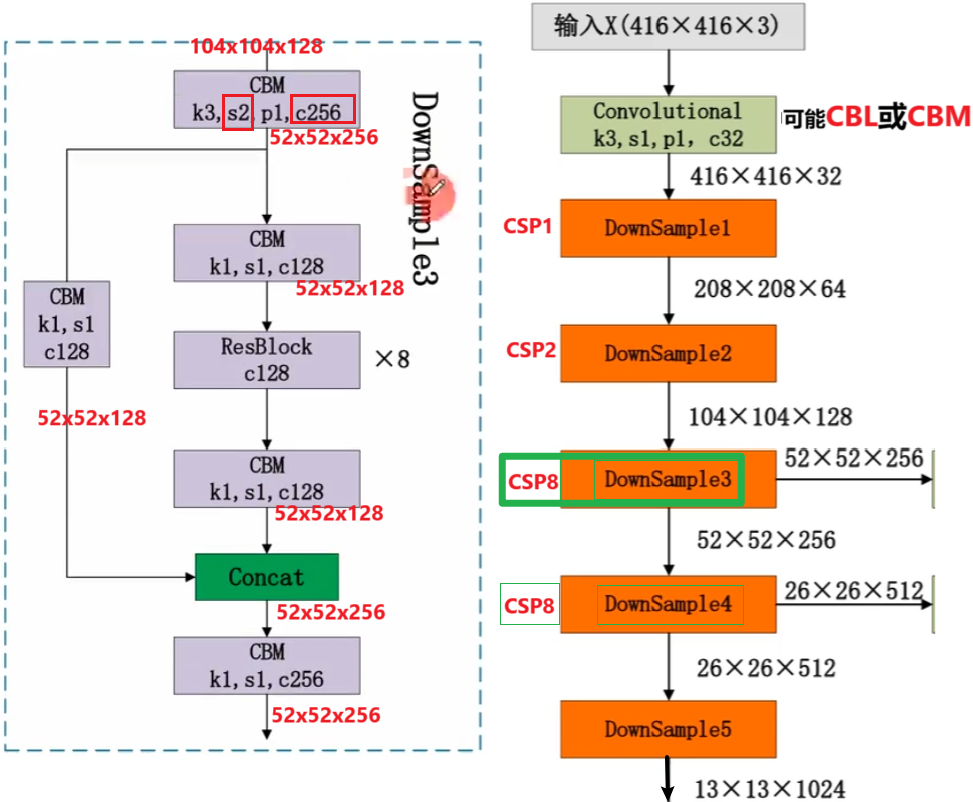 104x104x128
CBM
k3,s2,p1,c256
52x52x256
CBM
k1,s1,c128
52x52x128
CBM
k1,s1
c128
52x52x128
ResBlock
c128
×8
CBM
k1,s1,c128
52x52x128
Concat
52x52x256
CBM
k1,s1,c256
52x52x256
DownSample3
输入X(416×416×3)
Convolutional
k3,s1,p1, c32
可能CBL或CBM
416×416×32
CSP1
DownSample1
208×208×64
CSP2
DownSample2
104×104×128
CSP8
DownSample3
52×52×256
52×52×256
CSP8
DownSample4
26×26×512
26×26×512
DownSample5
13×13×1024